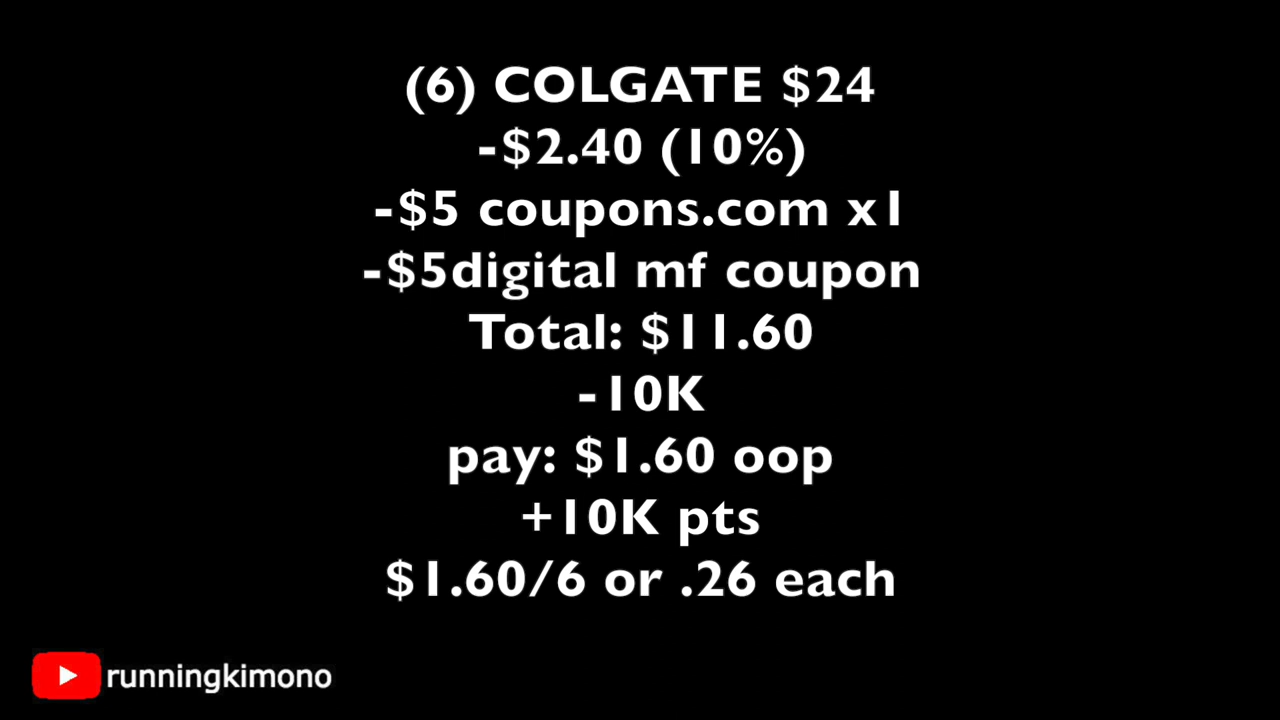 (6) COLGATE $24
-$2.40 (10%)
-$5 coupons.com x1
-$5digital mf coupon
Total: $11.60
-10K
pay: $1.60 oop
+10K pts
$1.60/6 or .26 each
runningkimono